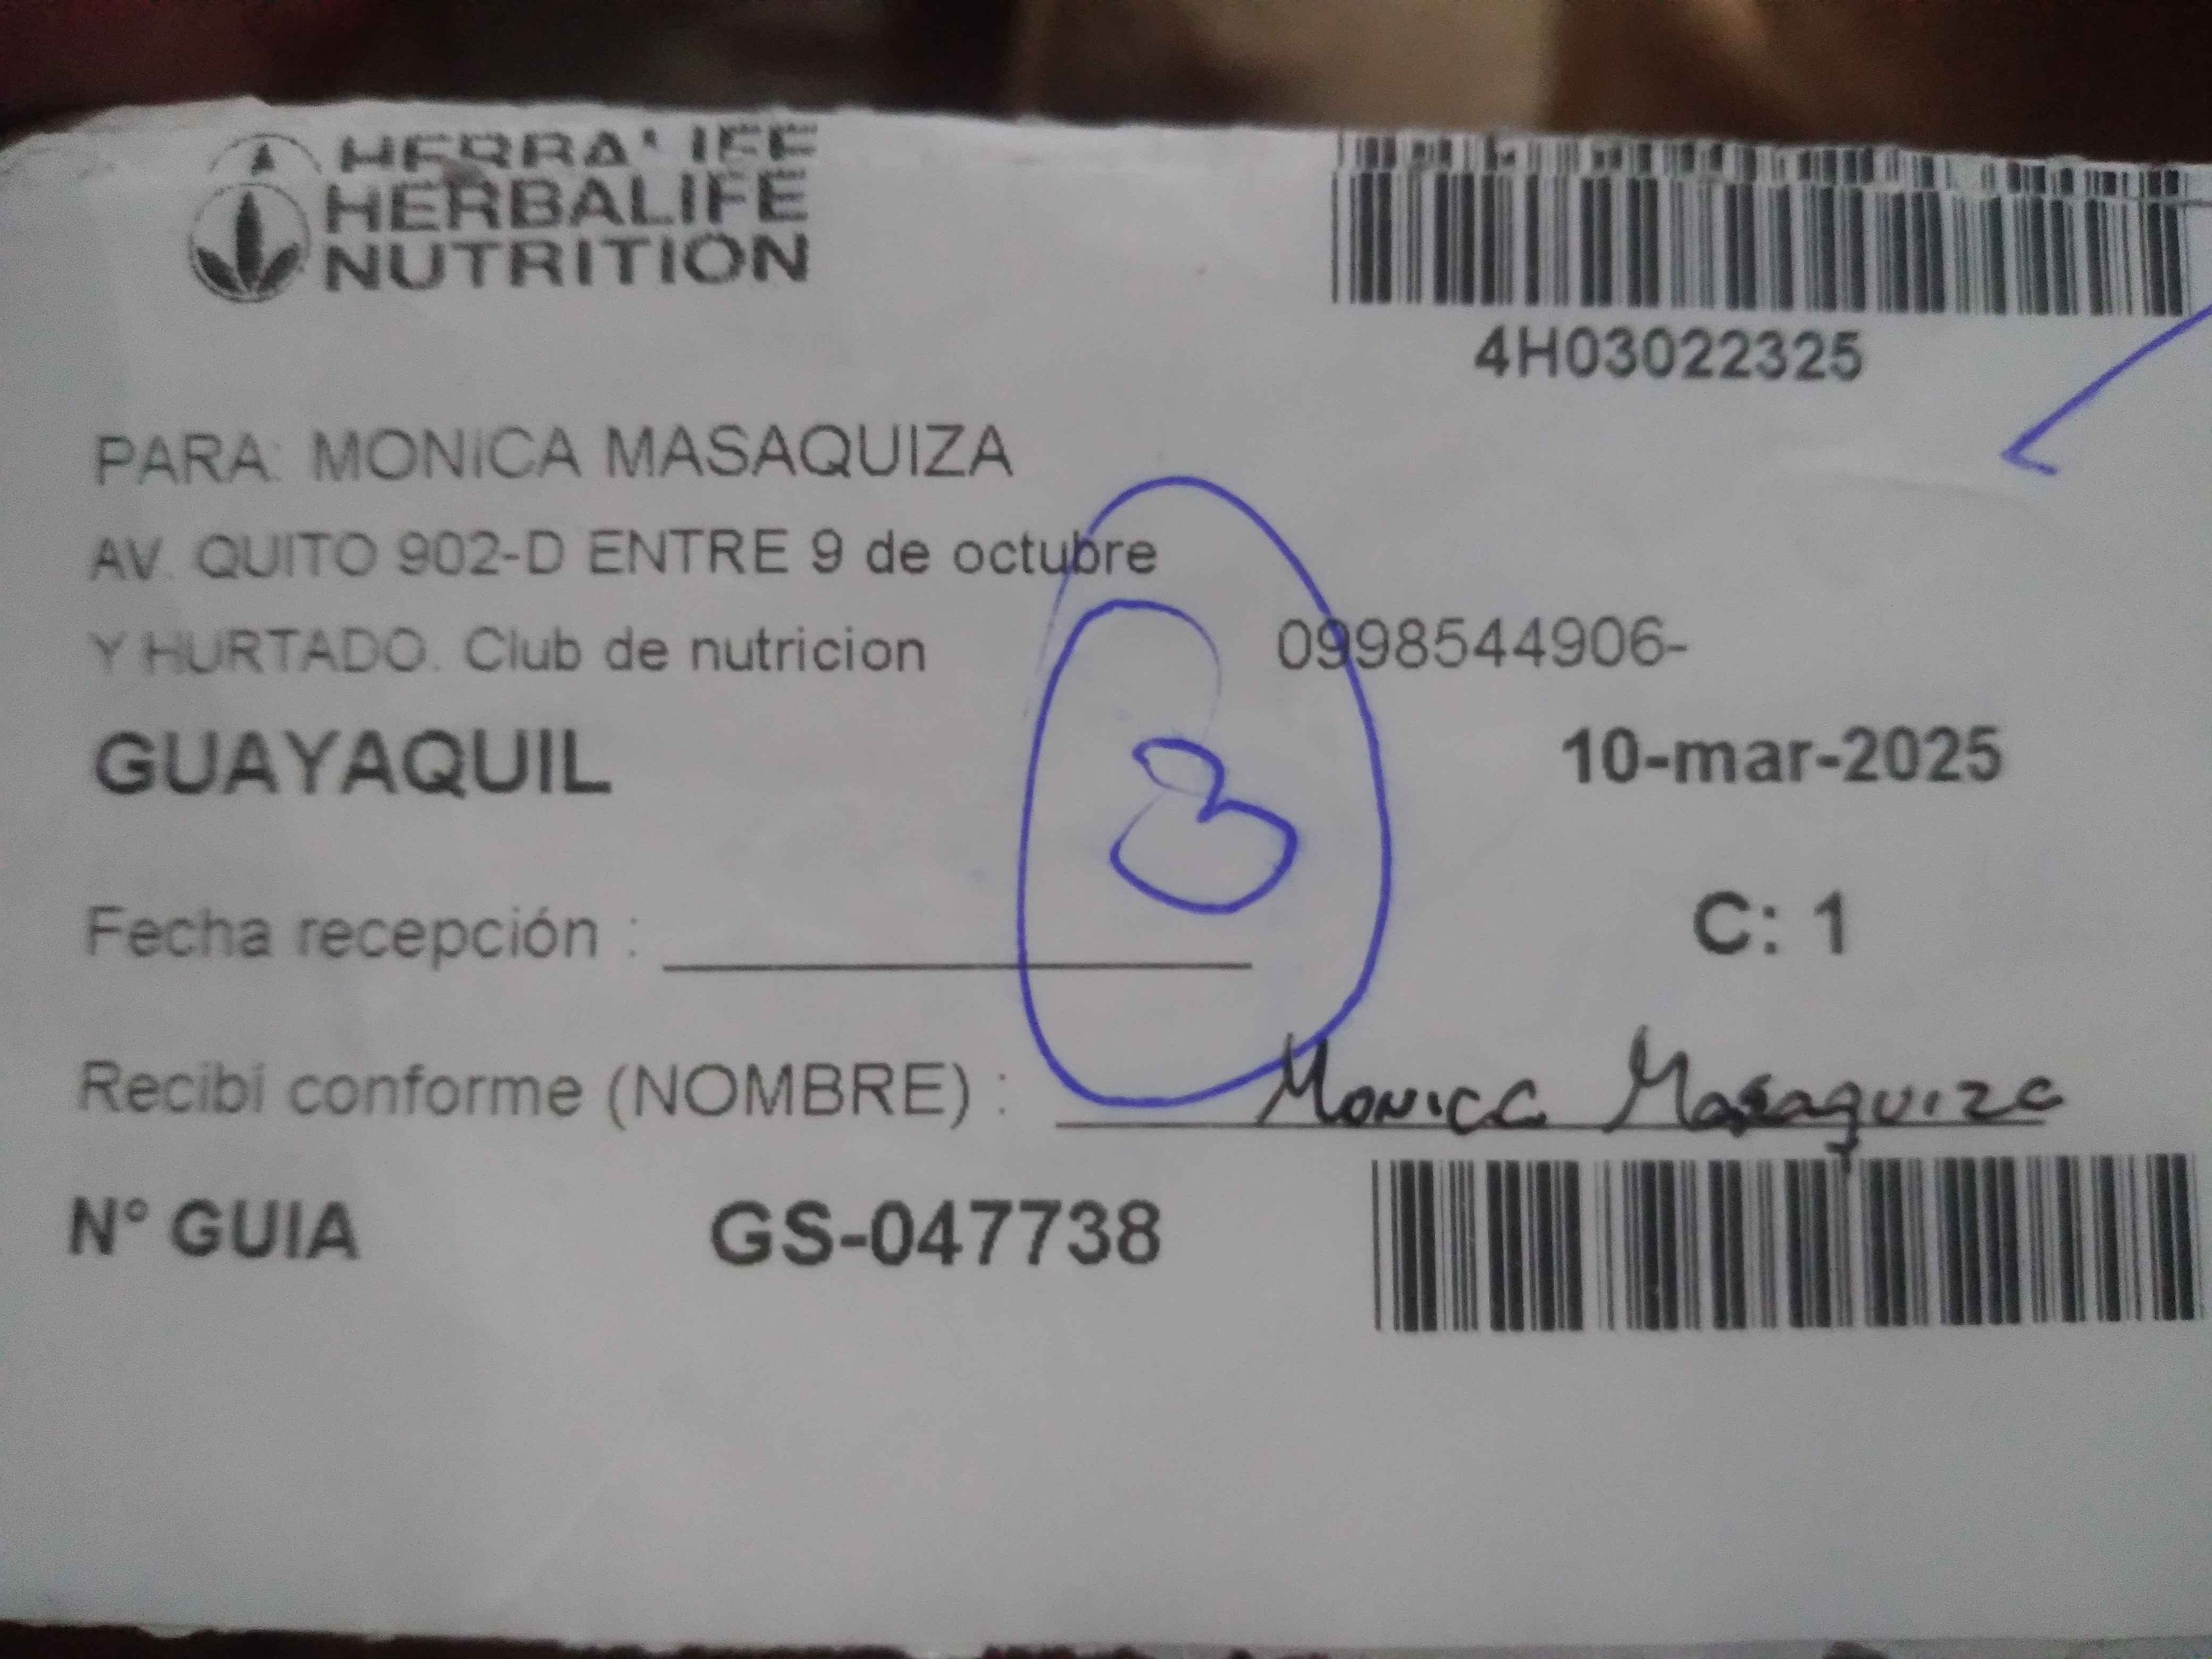 HERBALIFE
HERBALIFE
NUTRITION
4H03022325
PARA: MONICA MASAQUIZA
AV. QUITO 902-D ENTRE 9 de octubre
Y HURTADO. Club de nutricion 0998544906-
GUAYAQUIL 10-mar-2025
3
Fecha recepción : C: 1
Recibi conforme (NOMBRE) : Monica Masaquiza
N° GUIA GS-047738